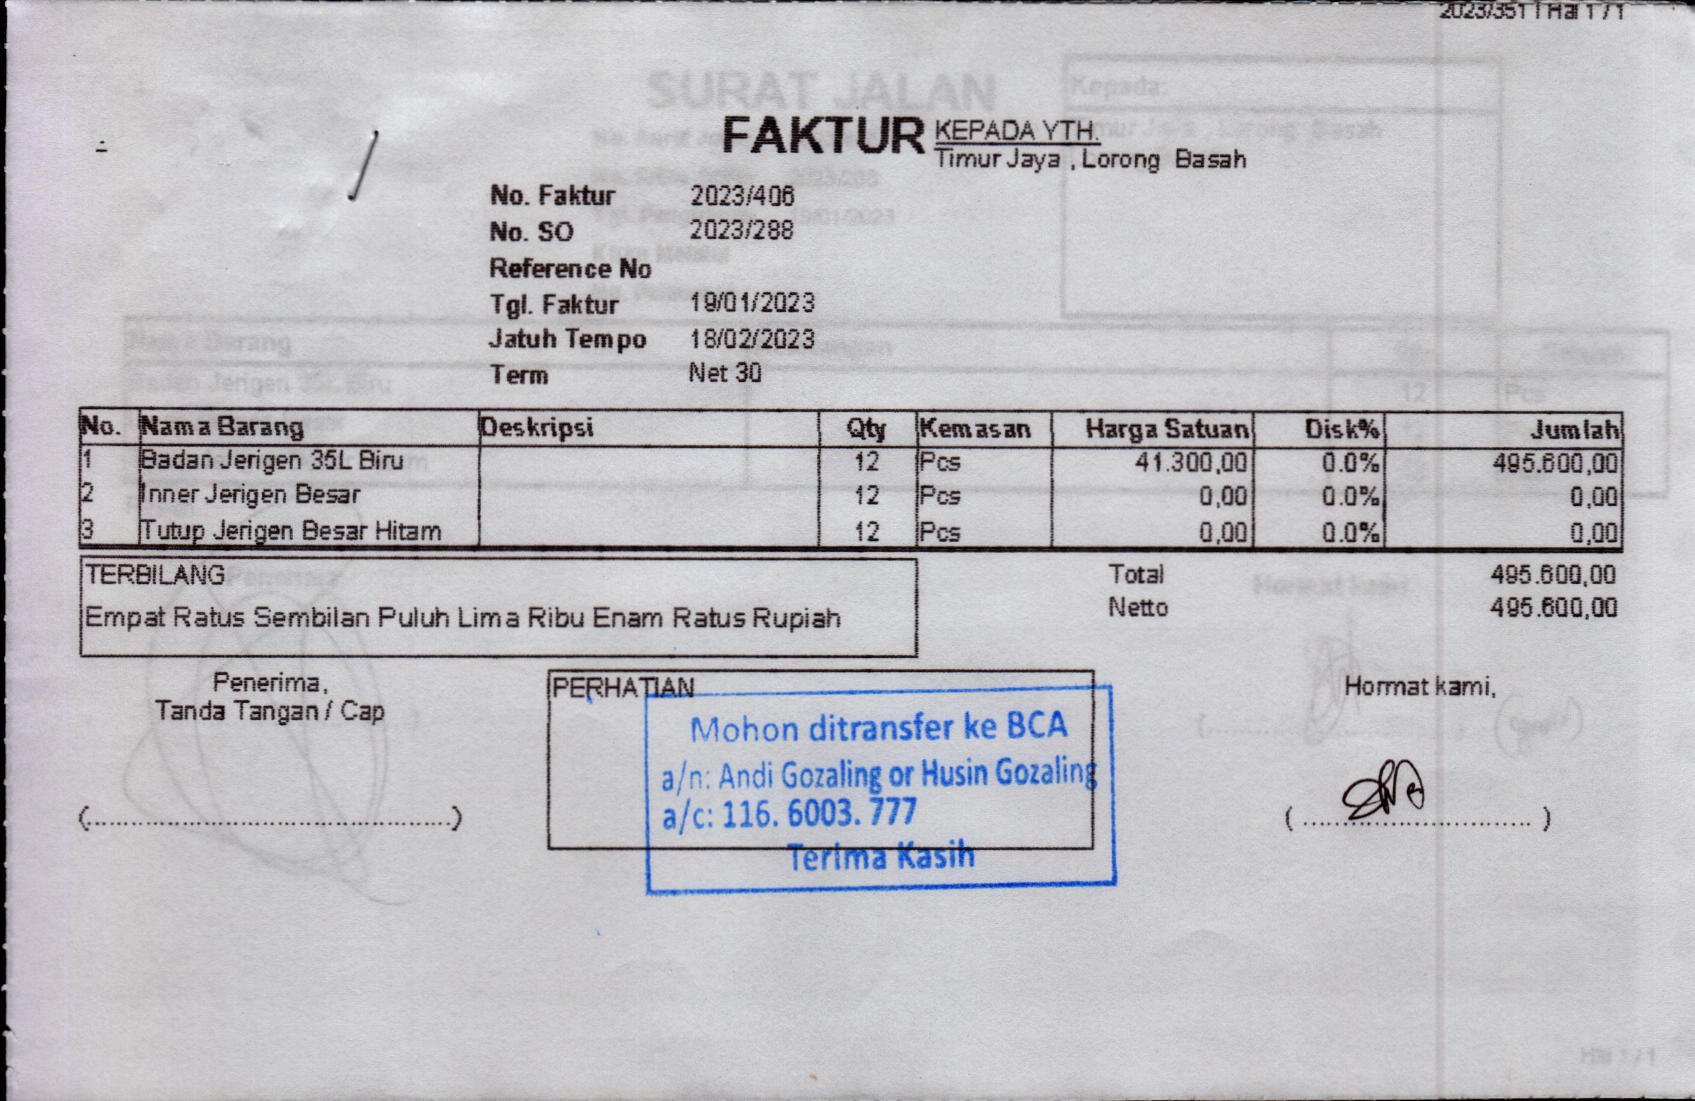 2023/351 | Hal 1 / 1
SURAT JALAN
Kepada:
FAKTUR
KEPADA YTH.
Timur Jaya , Lorong Basah
No. Faktur 2023/406
No. SO 2023/288
Reference No
Tgl. Faktur 19/01/2023
Jatuh Tempo 18/02/2023
Term Net 30
No. Nama Barang Deskripsi Qty Kemasan Harga Satuan Disk% Jumlah
1 Badan Jerigen 35L Biru 12 Pcs 41.300,00 0.0% 495.600,00
2 Inner Jerigen Besar 12 Pcs 0,00 0.0% 0,00
3 Tutup Jerigen Besar Hitam 12 Pcs 0,00 0.0% 0,00
TERBILANG
Empat Ratus Sembilan Puluh Lima Ribu Enam Ratus Rupiah
Total 495.600,00
Netto 495.600,00
Penerima,
Tanda Tangan / Cap
(..............................................)
PERHATIAN
Mohon ditransfer ke BCA
a/n: Andi Gozaling or Husin Gozaling
a/c: 116. 6003. 777
Terima Kasih
Hormat kami,
( ............................. )
Hal 1 / 1